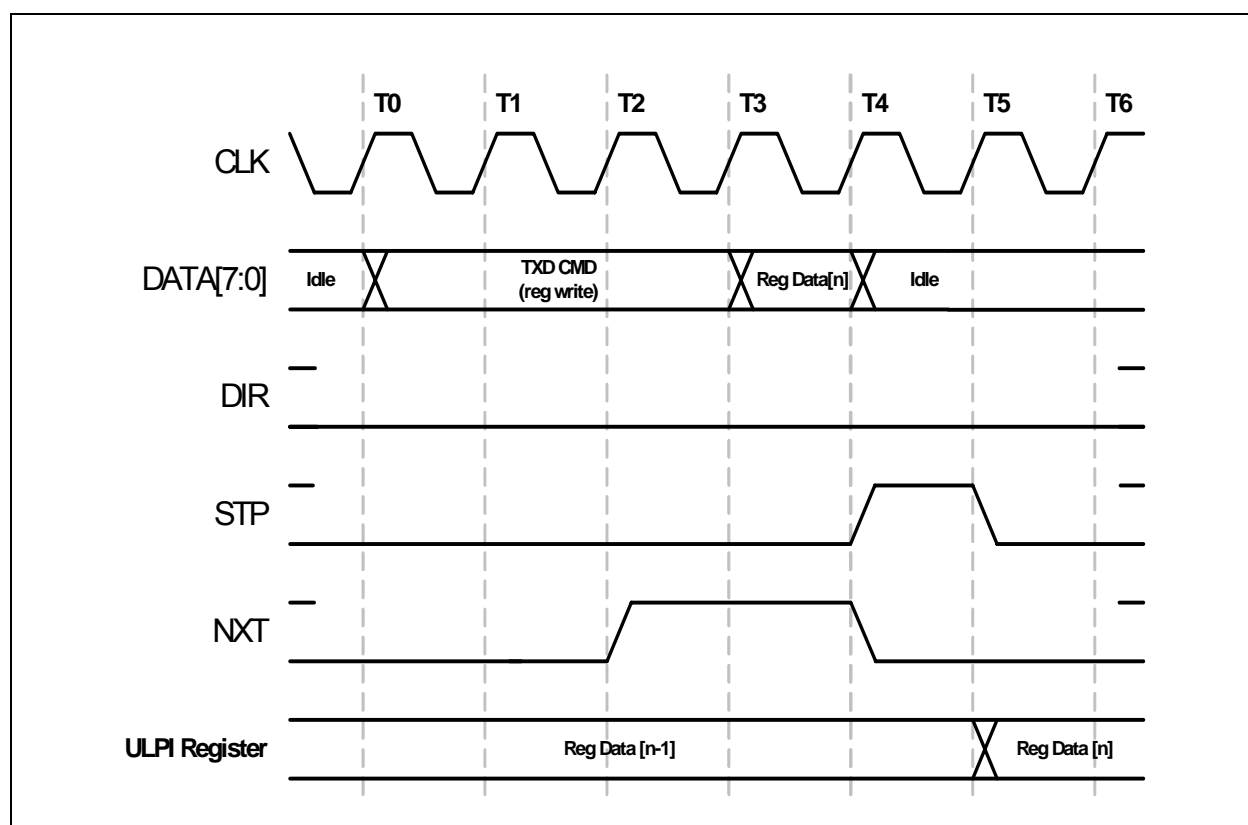 T0 T1 T2 T3 T4 T5 T6
CLK
DATA[7:0] Idle TXD CMD Reg Data[n] Idle
(reg write)
DIR
STP
NXT
ULPI Register Reg Data [n-1] Reg Data [n]